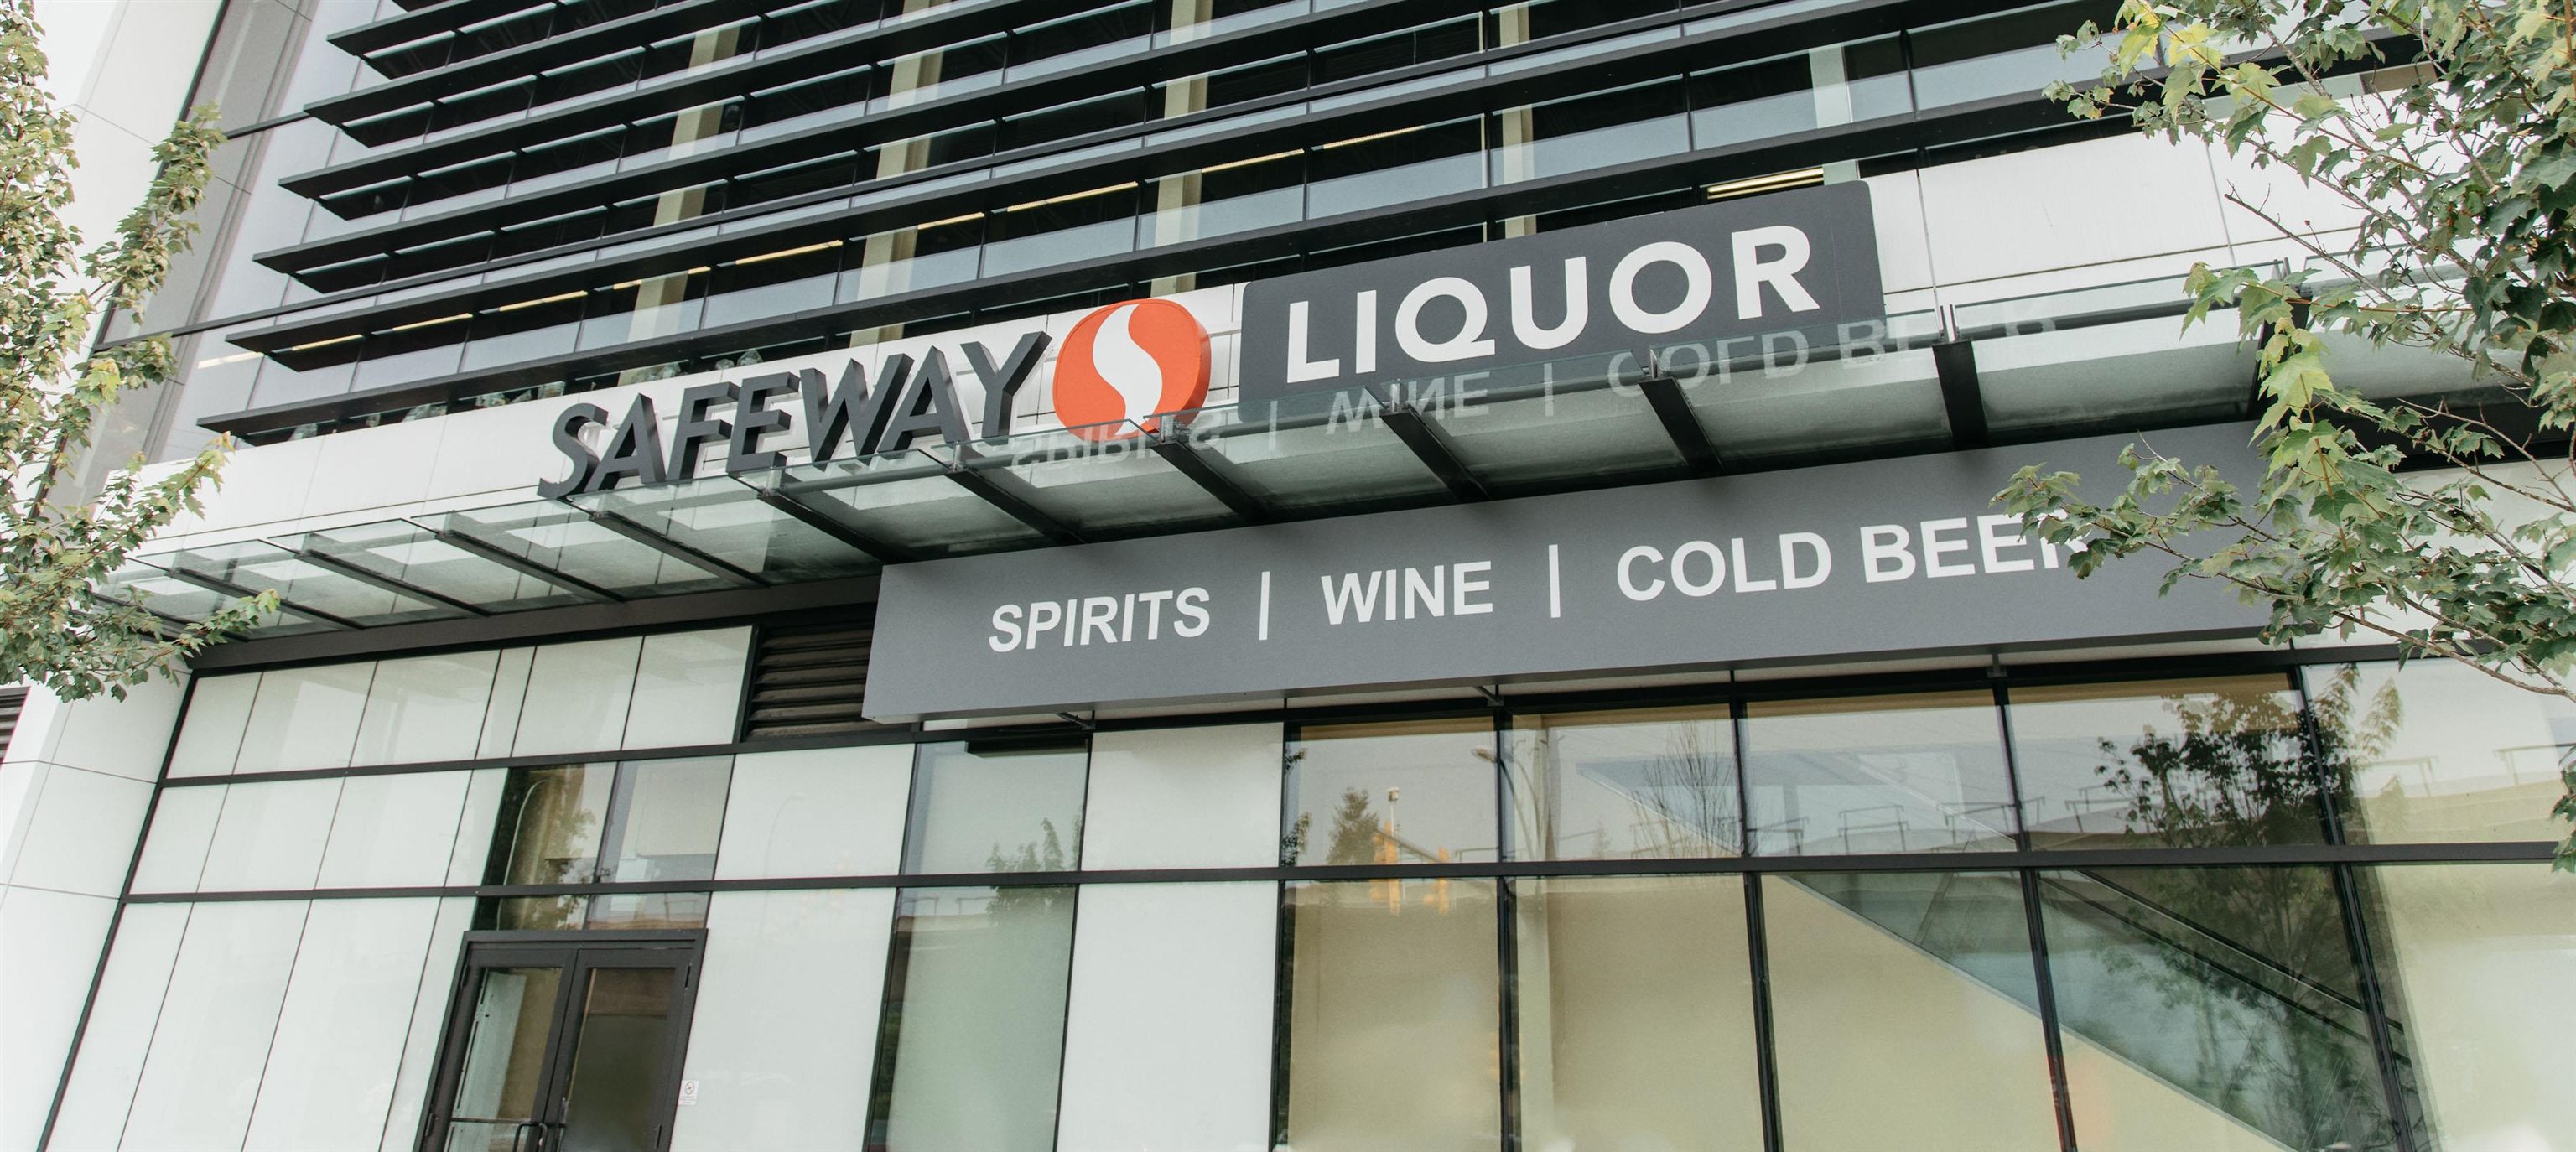 SAFEWAY LIQUOR
SPIRITS | WINE | COLD BEER